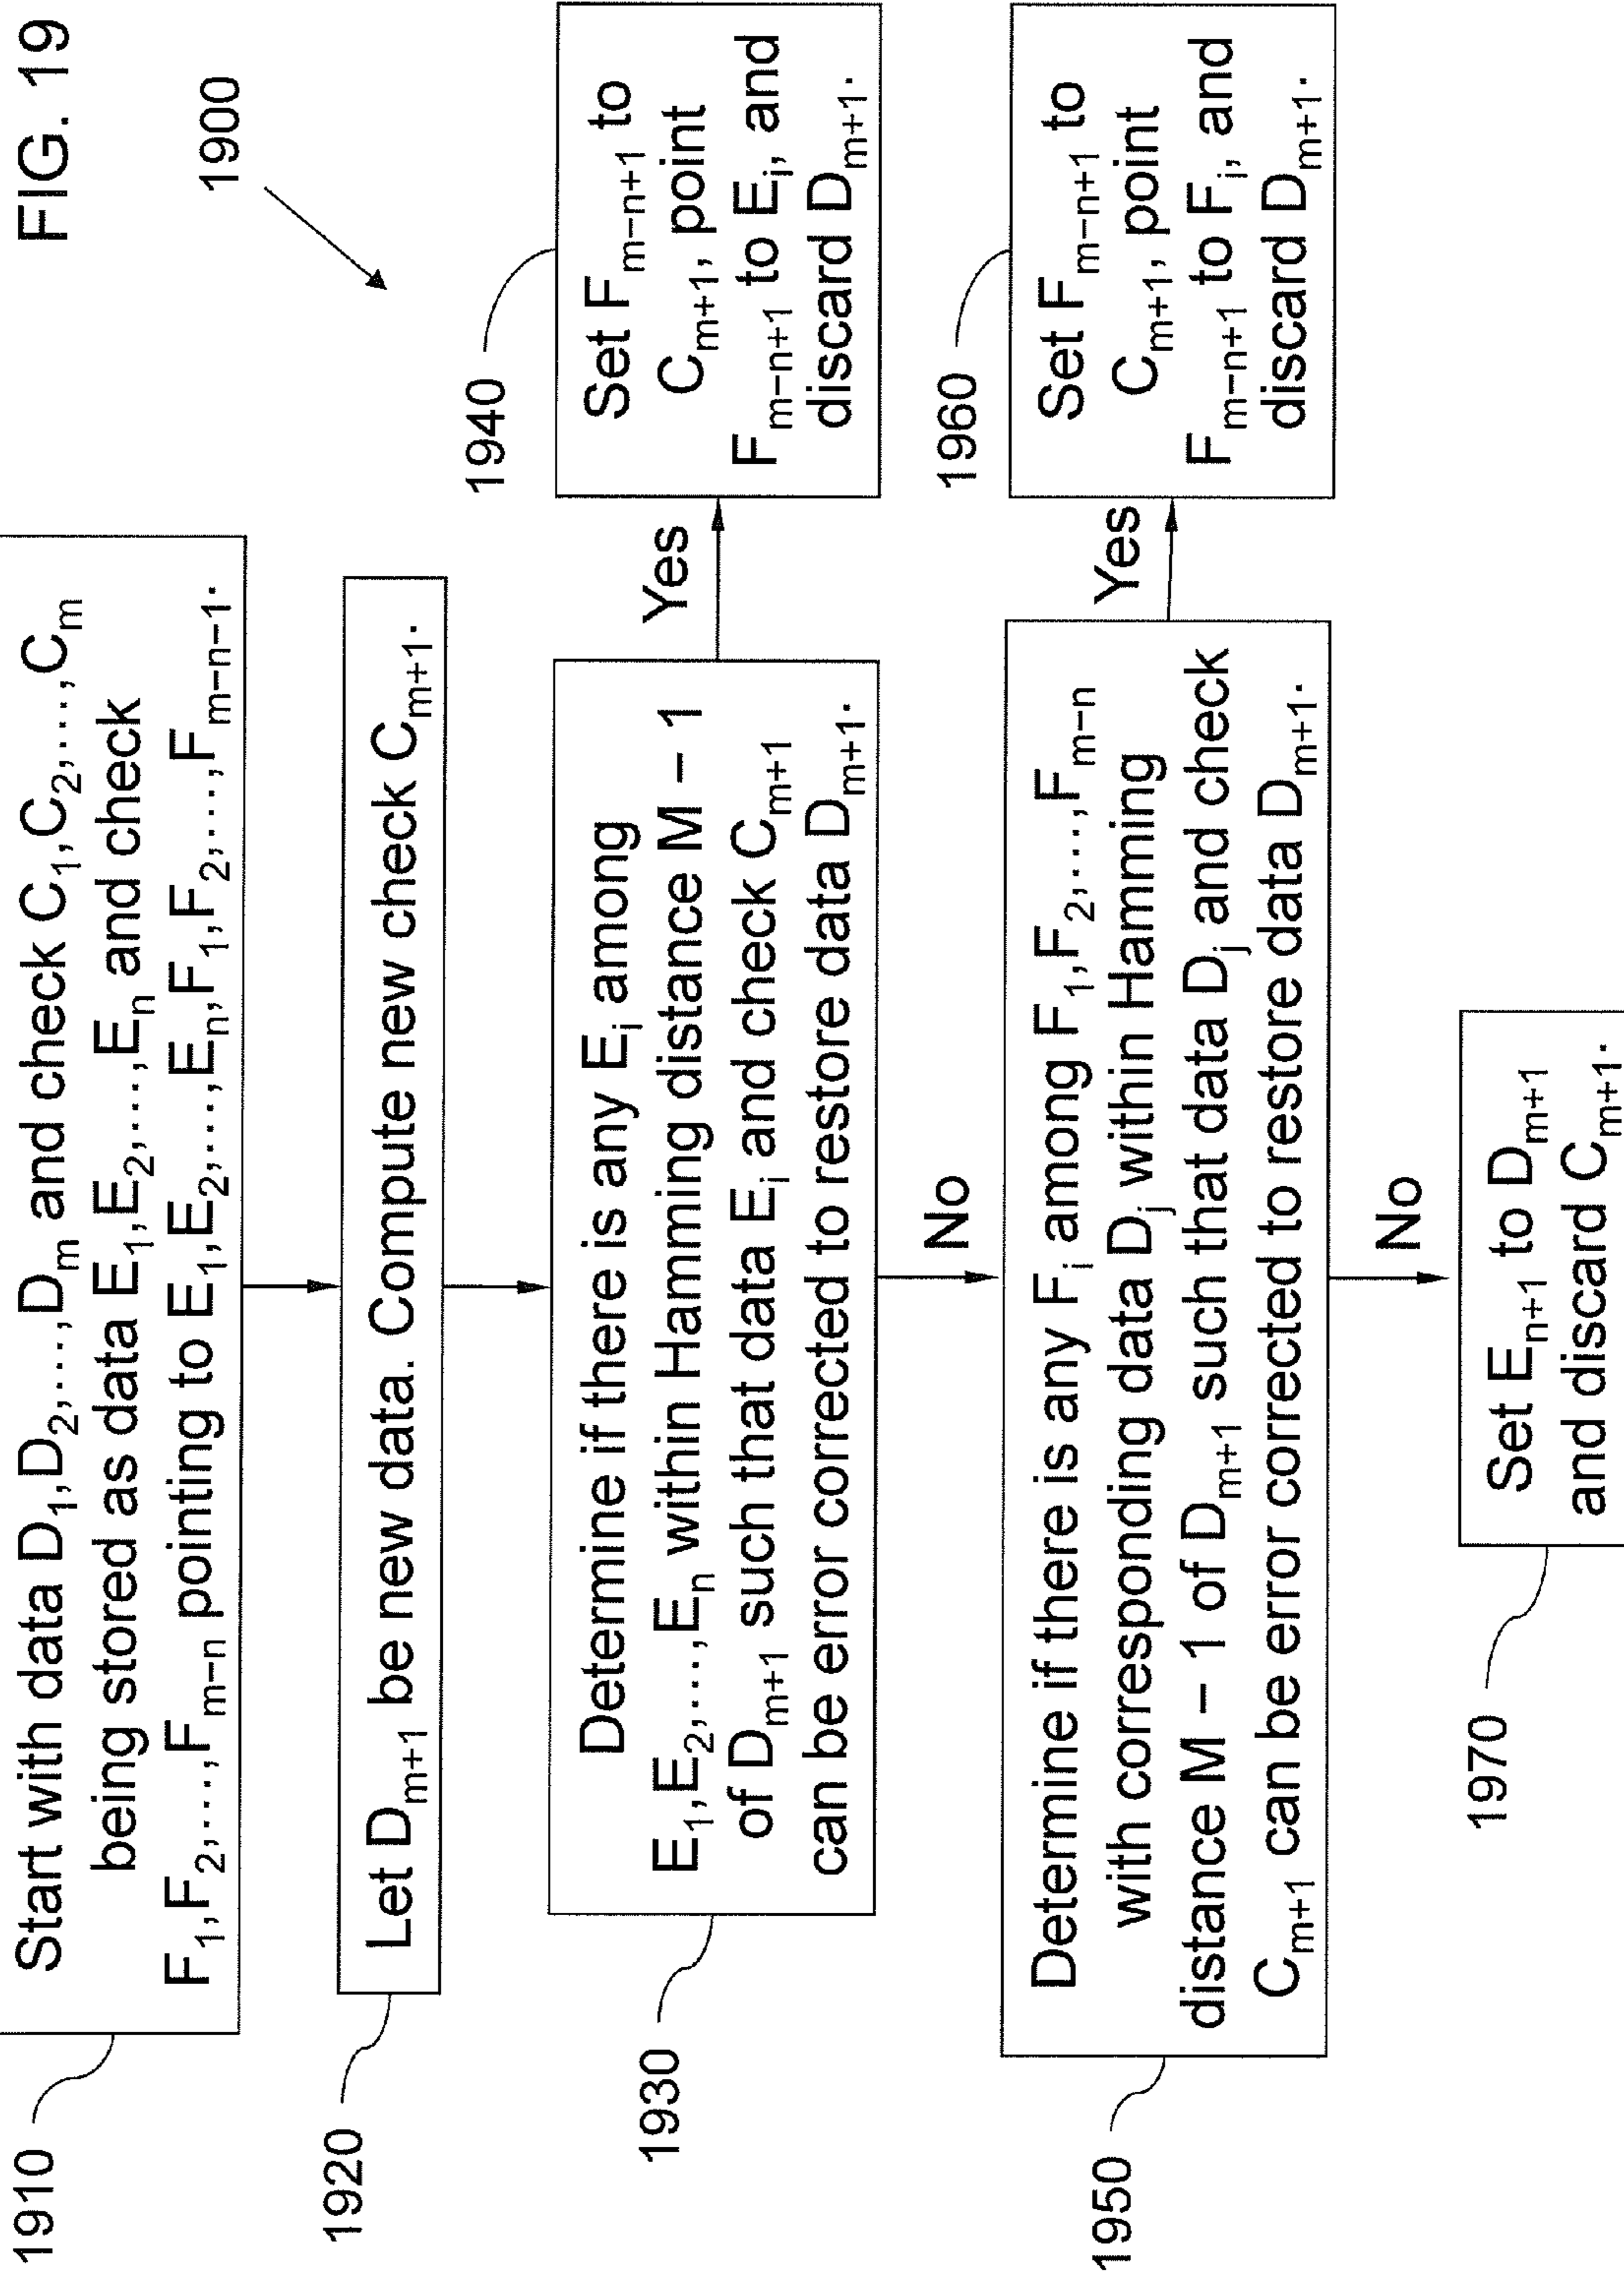 FIG. 19
1900
1910
Start with data D₁,D₂,...,Dₘ and check C₁,C₂,...,Cₘ
being stored as data E₁,E₂,...,Eₙ and check
F₁,F₂,...,Fₘ₋ₙ pointing to E₁,E₂,...,Eₙ,F₁,F₂,...,Fₘ₋ₙ₋₁.
1920
Let Dₘ₊₁ be new data. Compute new check Cₘ₊₁.
1930
Determine if there is any Eᵢ among
E₁,E₂,...,Eₙ within Hamming distance M – 1
of Dₘ₊₁ such that data Eᵢ and check Cₘ₊₁
can be error corrected to restore data Dₘ₊₁.
Yes
1940
Set Fₘ₋ₙ₊₁ to
Cₘ₊₁, point
Fₘ₋ₙ₊₁ to Eᵢ, and
discard Dₘ₊₁.
No
1950
Determine if there is any Fᵢ among F₁,F₂,...,Fₘ₋ₙ
with corresponding data Dⱼ within Hamming
distance M – 1 of Dₘ₊₁ such that data Dⱼ and check
Cₘ₊₁ can be error corrected to restore data Dₘ₊₁.
Yes
1960
Set Fₘ₋ₙ₊₁ to
Cₘ₊₁, point
Fₘ₋ₙ₊₁ to Fᵢ, and
discard Dₘ₊₁.
No
1970
Set Eₙ₊₁ to Dₘ₊₁
and discard Cₘ₊₁.